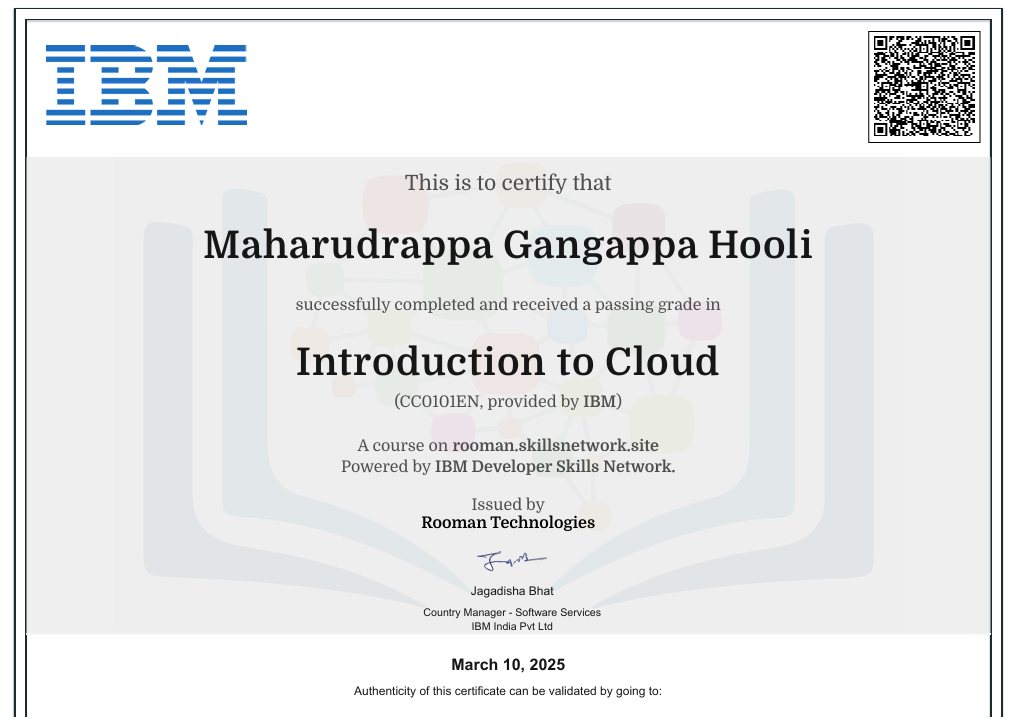 IBM
This is to certify that
Maharudrappa Gangappa Hooli
successfully completed and received a passing grade in
Introduction to Cloud
(CC0101EN, provided by IBM)
A course on rooman.skillsnetwork.site
Powered by IBM Developer Skills Network.
Issued by
Rooman Technologies
Jagadisha Bhat
Country Manager - Software Services
IBM India Pvt Ltd
March 10, 2025
Authenticity of this certificate can be validated by going to: